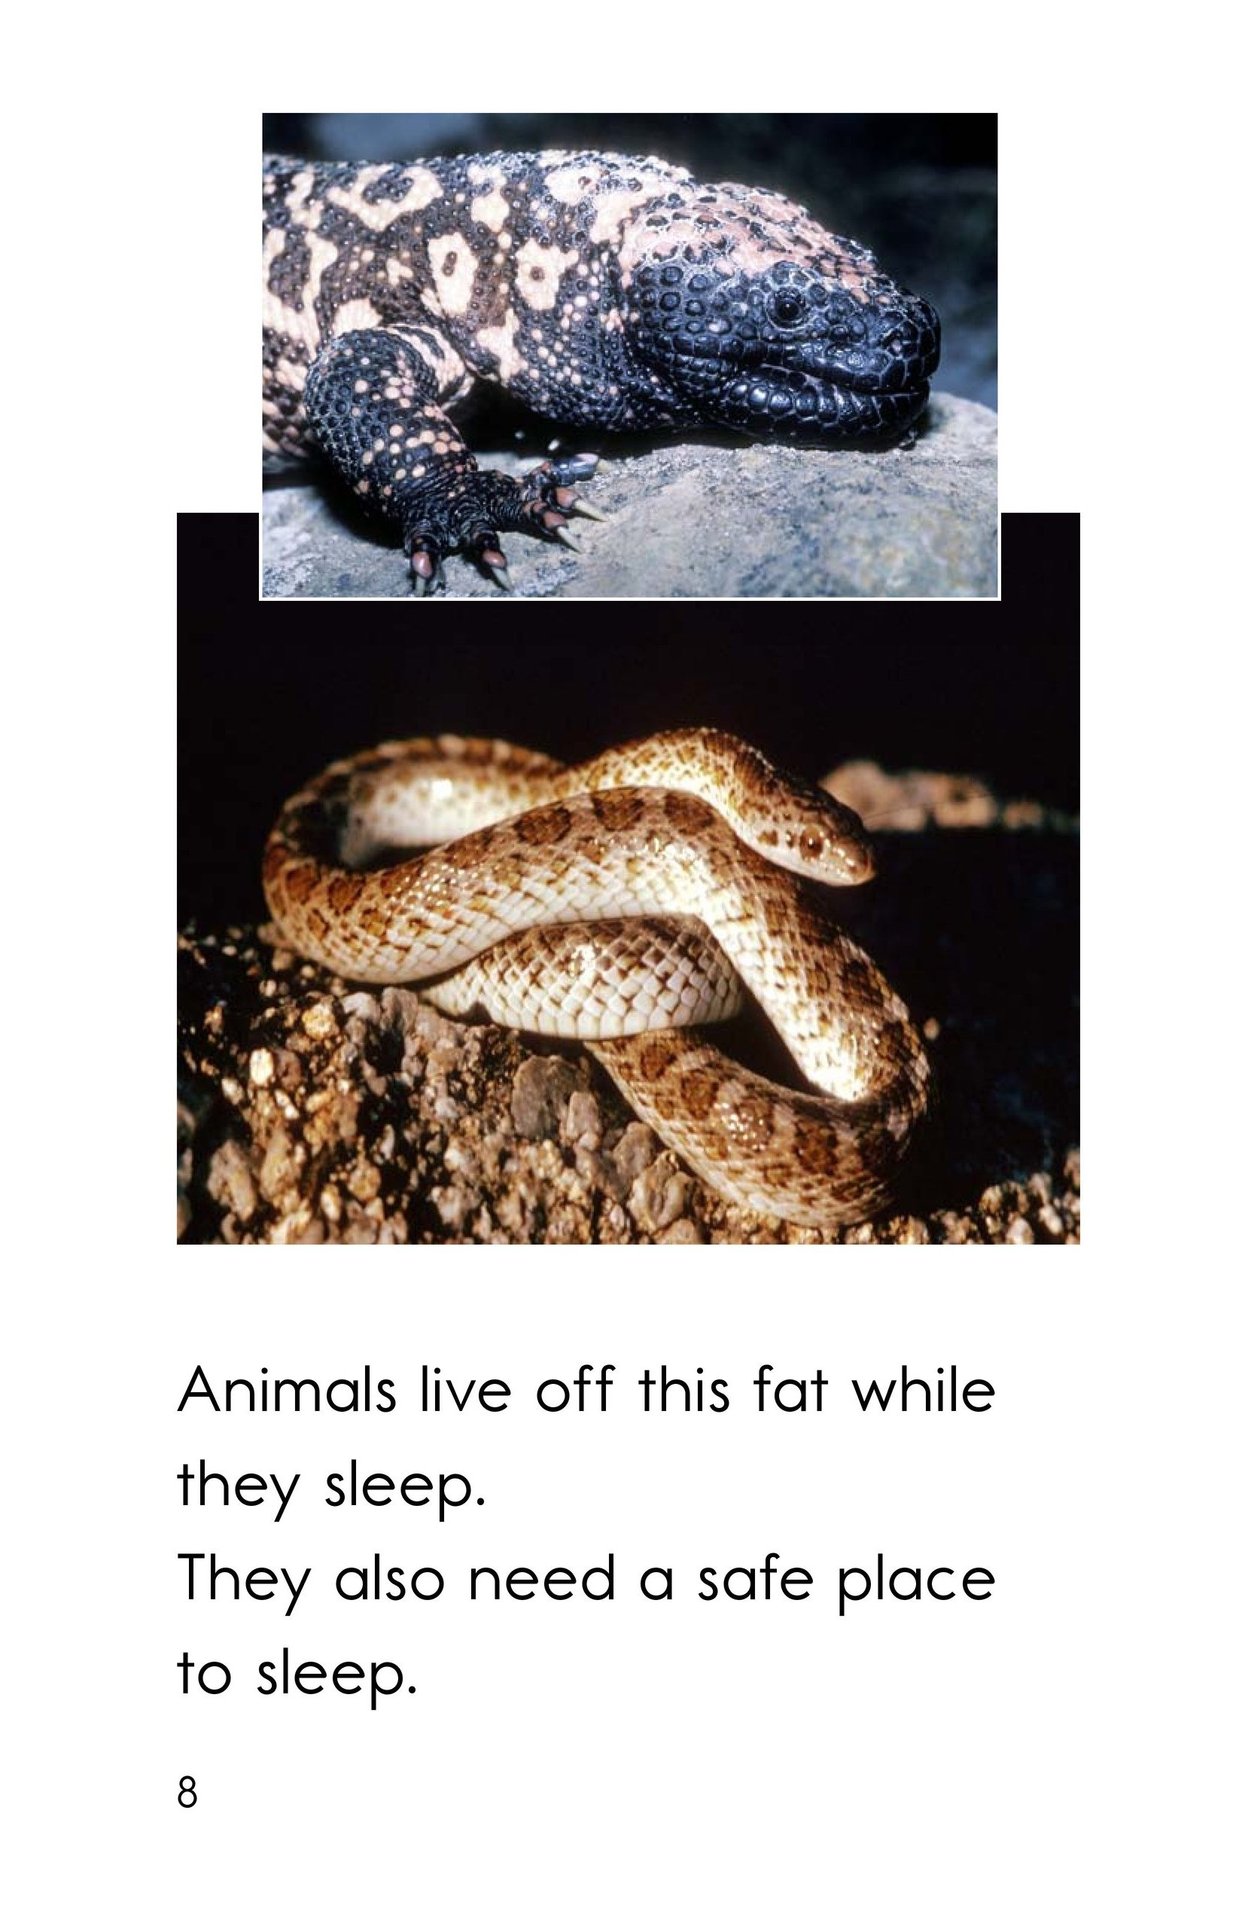 Animals live off this fat while
they sleep.
They also need a safe place
to sleep.
8